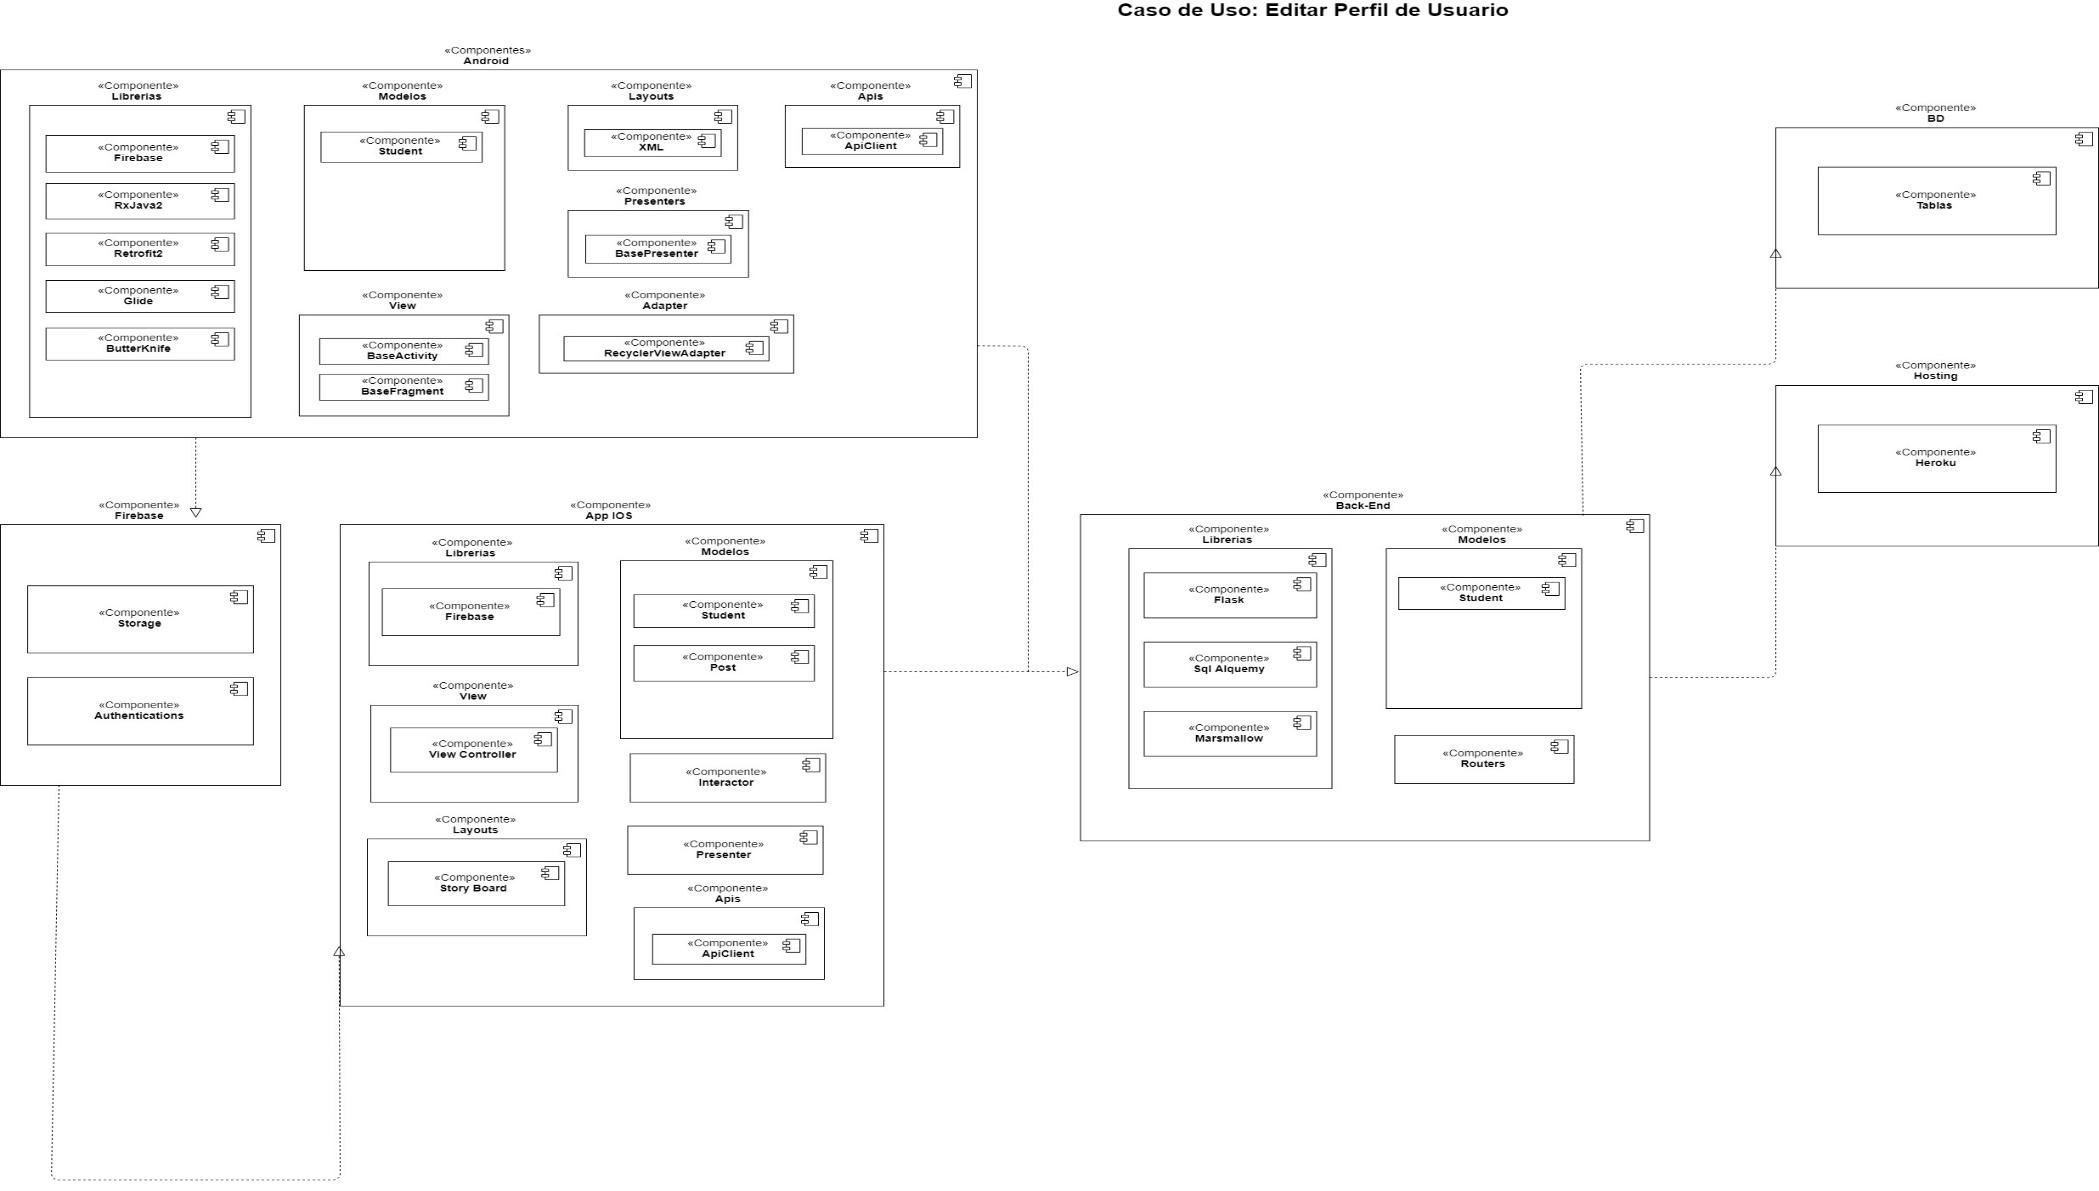 Caso de Uso: Editar Perfil de Usuario
«Componentes»
Android
«Componente»
Librerias
«Componente»
Firebase
«Componente»
RxJava2
«Componente»
Retrofit2
«Componente»
Glide
«Componente»
ButterKnife
«Componente»
Modelos
«Componente»
Student
«Componente»
View
«Componente»
BaseActivity
«Componente»
BaseFragment
«Componente»
Layouts
«Componente»
XML
«Componente»
Presenters
«Componente»
BasePresenter
«Componente»
Adapter
«Componente»
RecyclerViewAdapter
«Componente»
Apis
«Componente»
ApiClient
«Componente»
Firebase
«Componente»
Storage
«Componente»
Authentications
«Componente»
App IOS
«Componente»
Librerias
«Componente»
Firebase
«Componente»
View
«Componente»
View Controller
«Componente»
Layouts
«Componente»
Story Board
«Componente»
Modelos
«Componente»
Student
«Componente»
Post
«Componente»
Interactor
«Componente»
Presenter
«Componente»
Apis
«Componente»
ApiClient
«Componente»
Back-End
«Componente»
Librerias
«Componente»
Flask
«Componente»
Sql Alquemy
«Componente»
Marsmallow
«Componente»
Modelos
«Componente»
Student
«Componente»
Routers
«Componente»
BD
«Componente»
Tablas
«Componente»
Hosting
«Componente»
Heroku